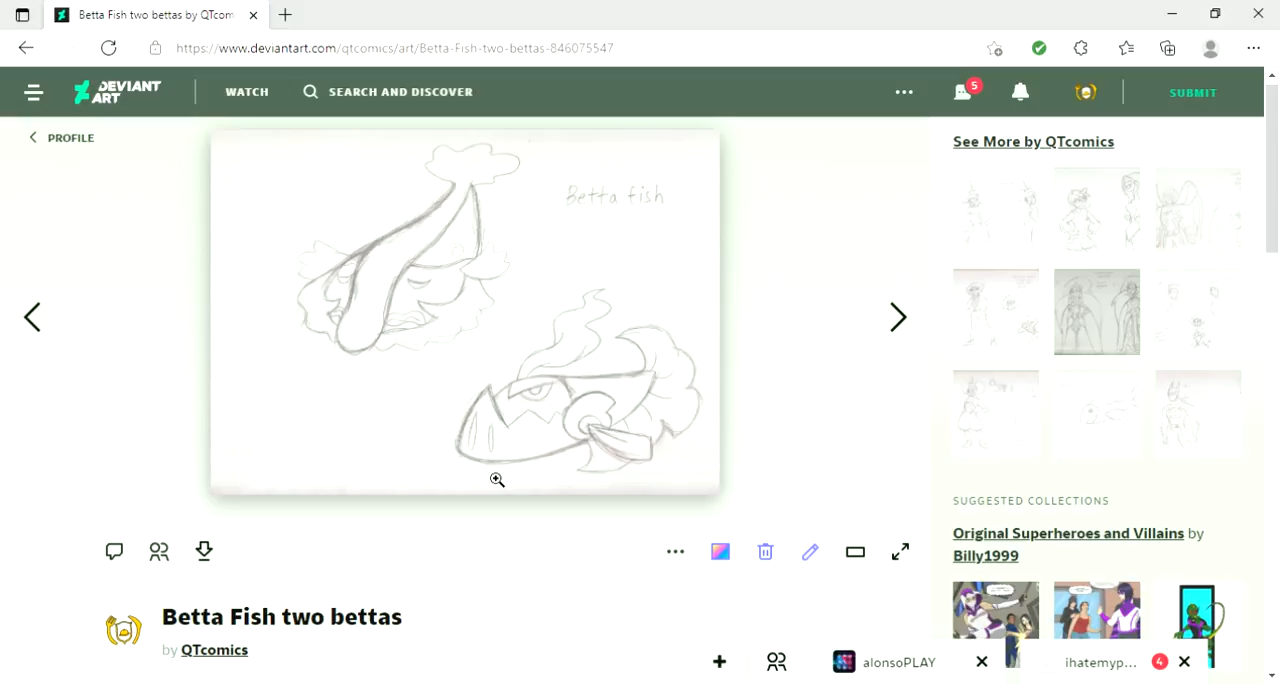 Betta Fish two bettas by QTcom
https://www.deviantart.com/qtcomics/art/Betta-Fish-two-bettas-846075547
DEVIANT ART
WATCH
SEARCH AND DISCOVER
5
SUBMIT
PROFILE
Betta fish
See More by QTcomics
SUGGESTED COLLECTIONS
Original Superheroes and Villains by
Billy1999
Betta Fish two bettas
by QTcomics
alonsoPLAY
ihatemyp...
4